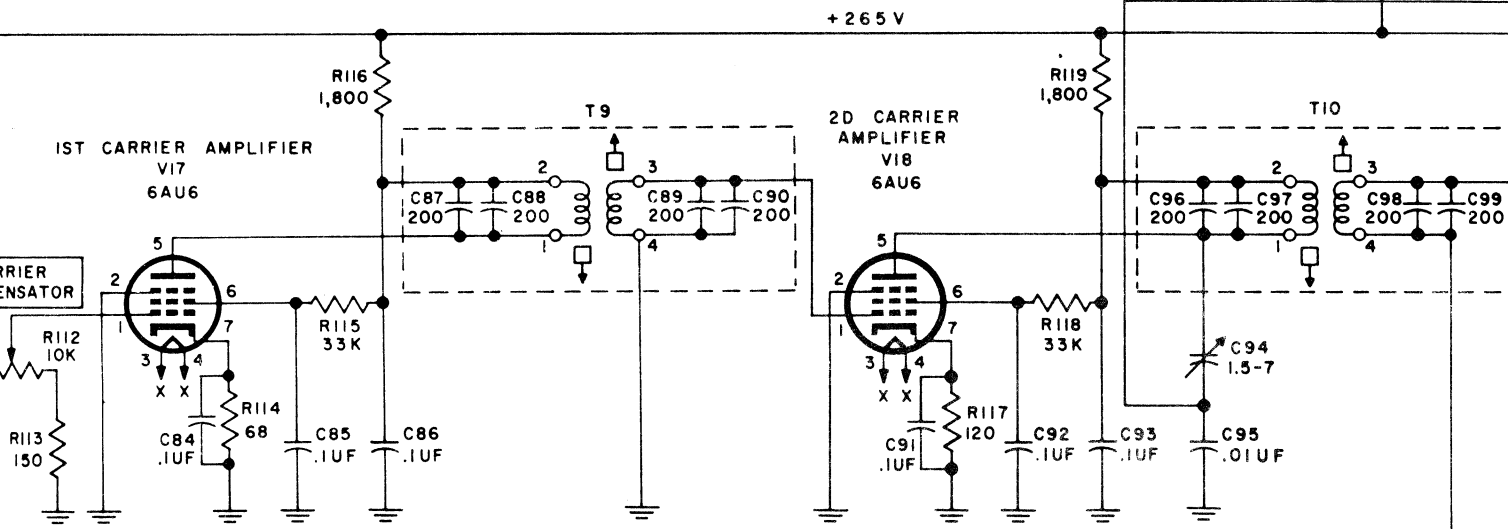 +265V
R116
1,800
R119
1,800
T9
T10
1ST CARRIER AMPLIFIER
V17
6AU6
2D CARRIER
AMPLIFIER
V18
6AU6
2
3
2
3
C87
200
C88
200
C89
200
C90
200
C96
200
C97
200
C98
200
C99
200
1
4
1
4
5
5
RRIER
ENSATOR
2
6
1
7
3
4
X X
2
6
1
7
3
4
X X
R112
10K
R115
33K
R118
33K
C94
1.5-7
R113
150
C84
.1UF
R114
68
C85
.1UF
C86
.1UF
C91
.1UF
R117
120
C92
.1UF
C93
.1UF
C95
.01UF